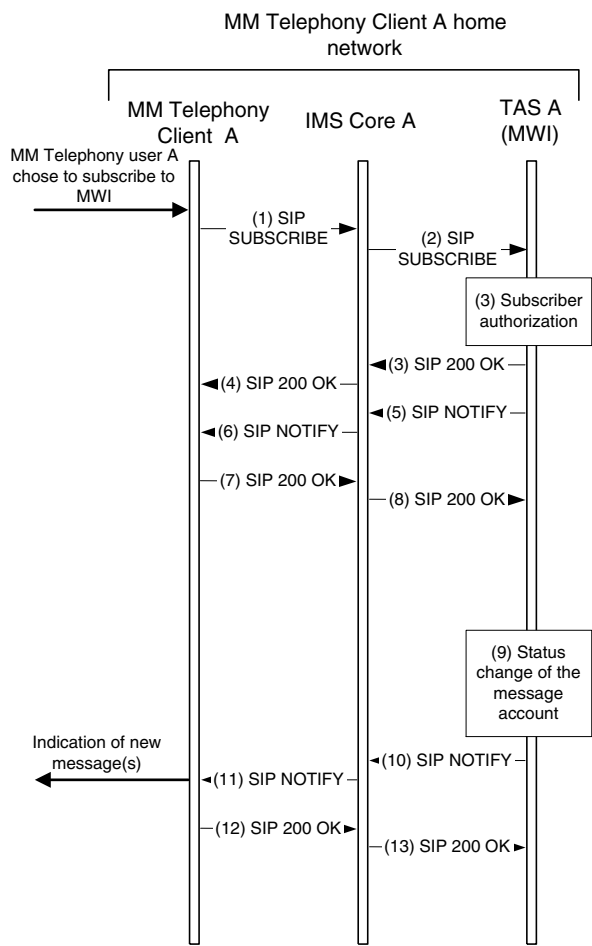 MM Telephony Client A home
network
MM Telephony
Client A
IMS Core A
TAS A
(MWI)
MM Telephony user A
chose to subscribe to
MWI
(1) SIP
SUBSCRIBE
(2) SIP
SUBSCRIBE
(3) Subscriber
authorization
(3) SIP 200 OK
(4) SIP 200 OK
(5) SIP NOTIFY
(6) SIP NOTIFY
(7) SIP 200 OK
(8) SIP 200 OK
(9) Status
change of the
message
account
Indication of new
message(s)
(10) SIP NOTIFY
(11) SIP NOTIFY
(12) SIP 200 OK
(13) SIP 200 OK